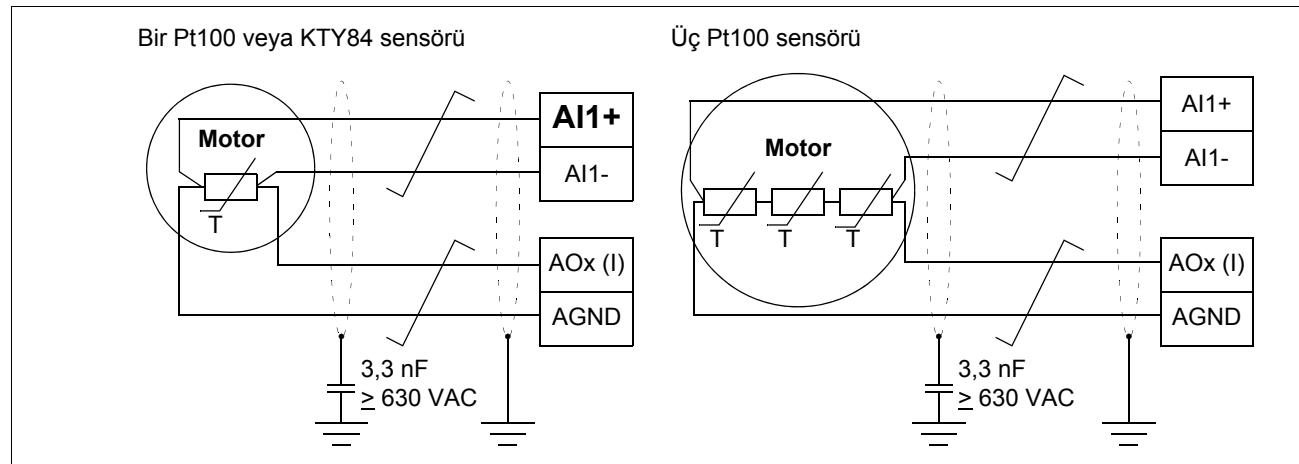 Bir Pt100 veya KTY84 sensörü
Motor
T
AI1+
AI1-
AOx (I)
AGND
3,3 nF
≥ 630 VAC
Üç Pt100 sensörü
Motor
T T T
AI1+
AI1-
AOx (I)
AGND
3,3 nF
≥ 630 VAC